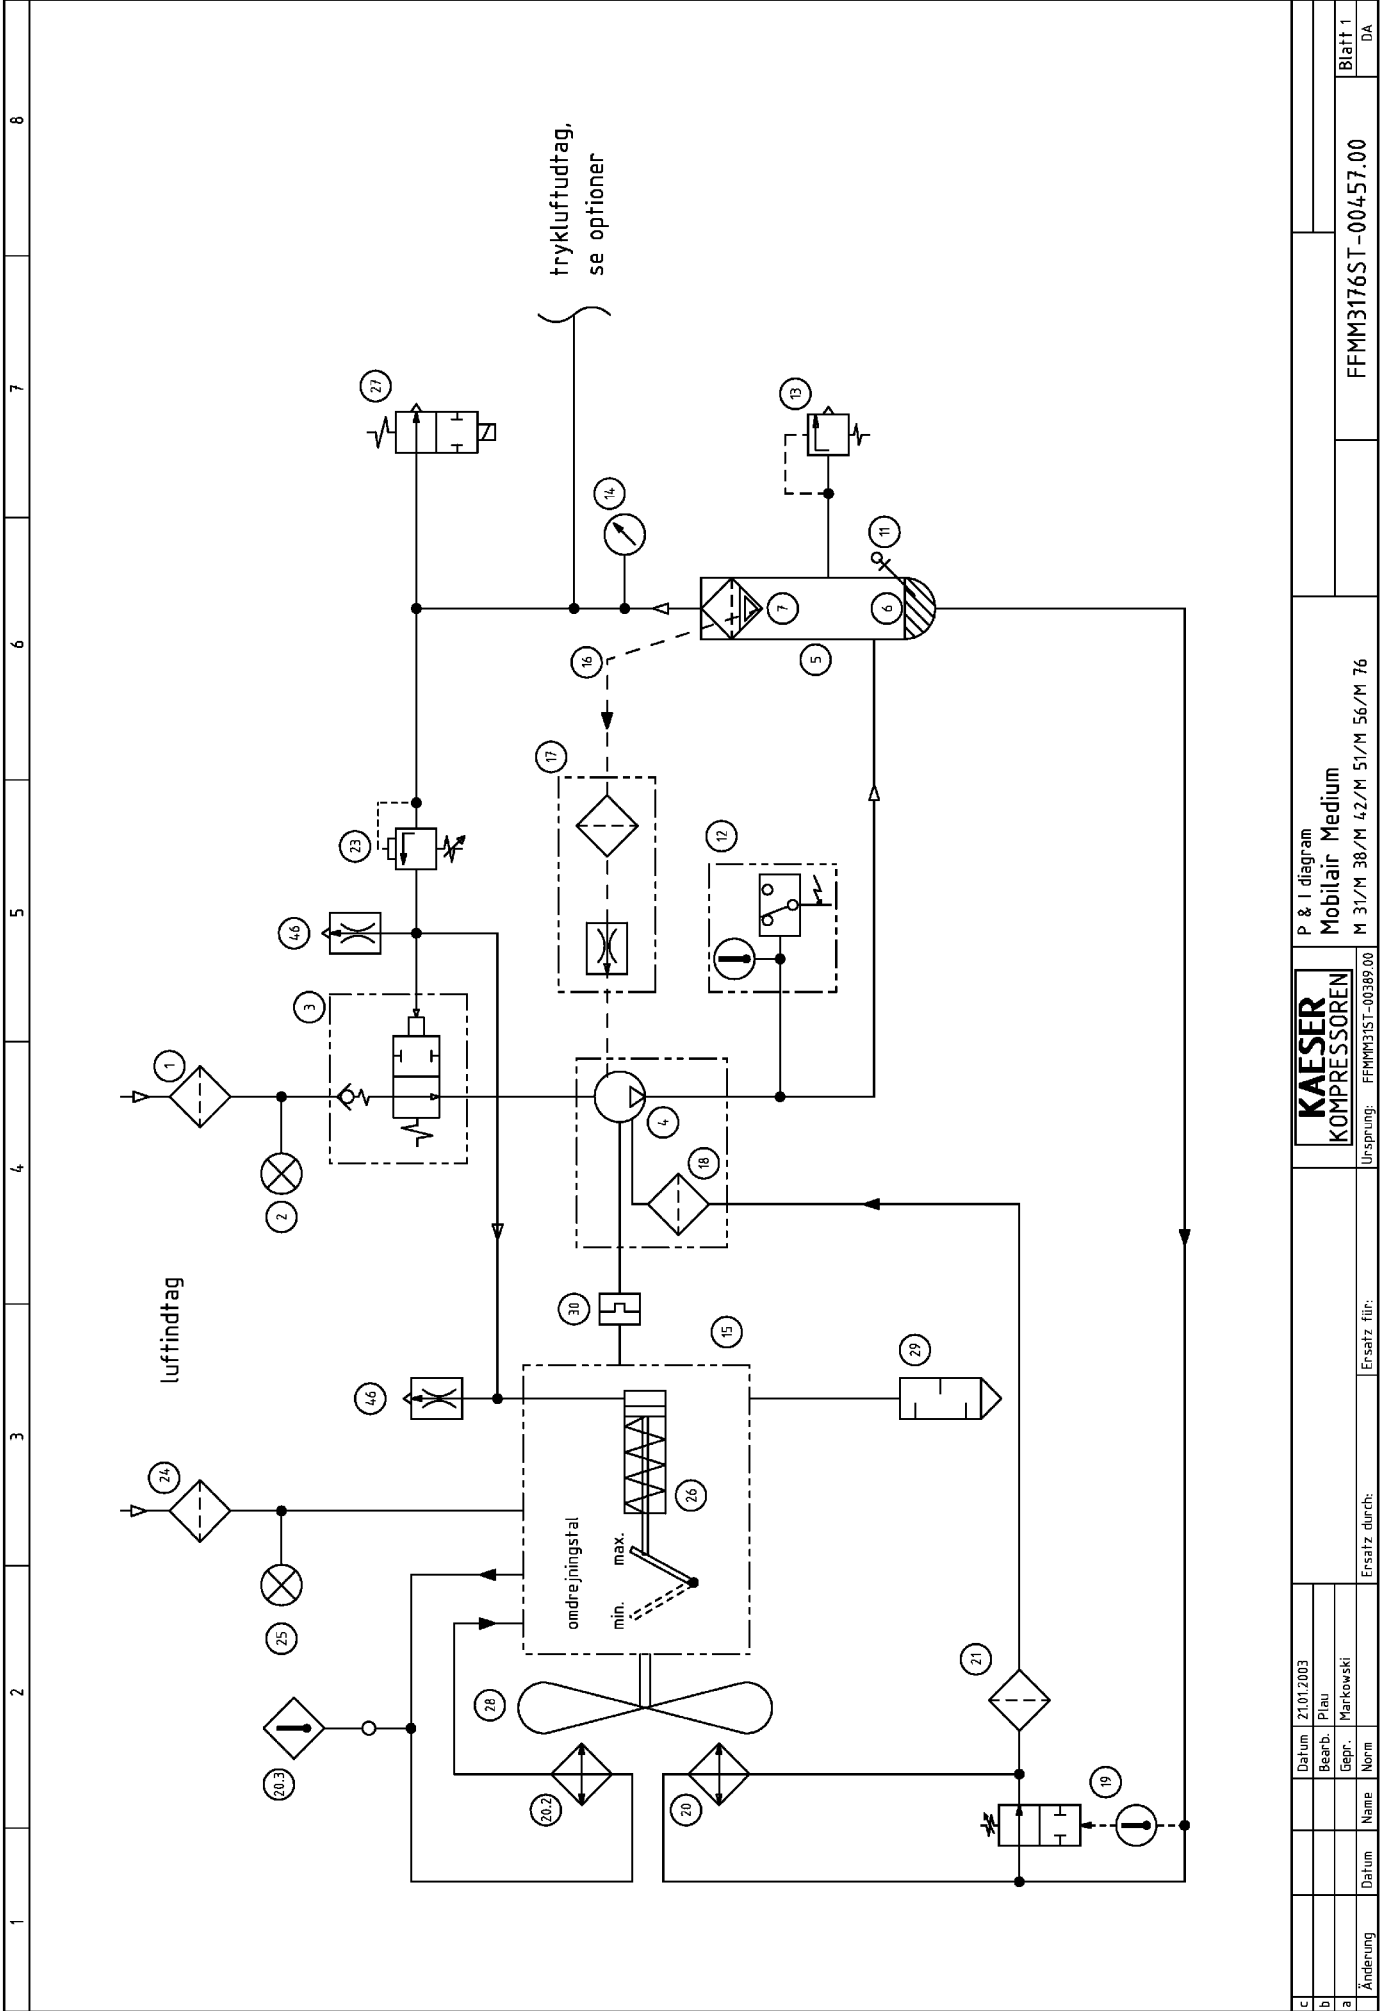 1
2
3
4
5
6
7
8
luftindtag
trykluftudtag,
se optioner
20.3
25
24
46
2
1
3
46
23
27
28
20.2
20
omdrejningstal
min.
max.
26
15
30
18
4
17
16
12
14
7
5
6
11
13
29
21
19
c
b
a
Änderung
Datum
Name
Datum
21.01.2003
Bearb.
Plau
Gepr.
Markowski
Norm
Ersatz durch:
Ersatz für:
KAESER
KOMPRESSOREN
Ursprung: FFMMM31ST-00389.00
P & I diagram
Mobilair Medium
M 31/M 38/M 42/M 51/M 56/M 76
FFMM3176ST-00457.00
Blatt 1
DA